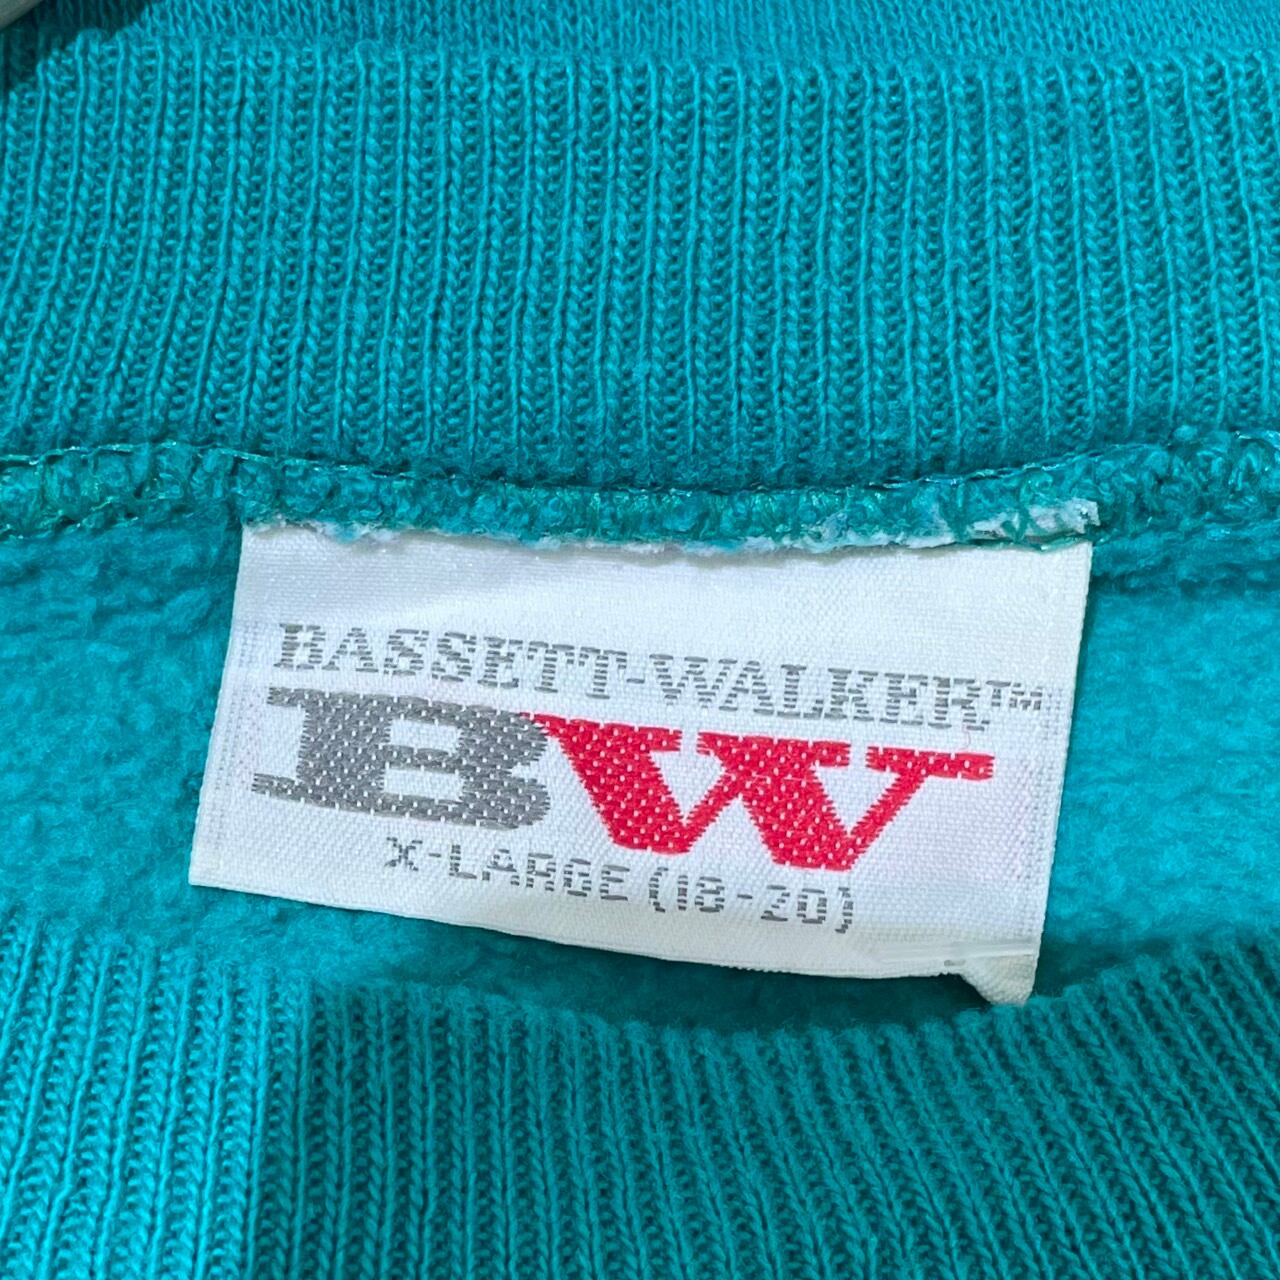 BASSETT-WALKER™
BW
X-LARGE (18-20)